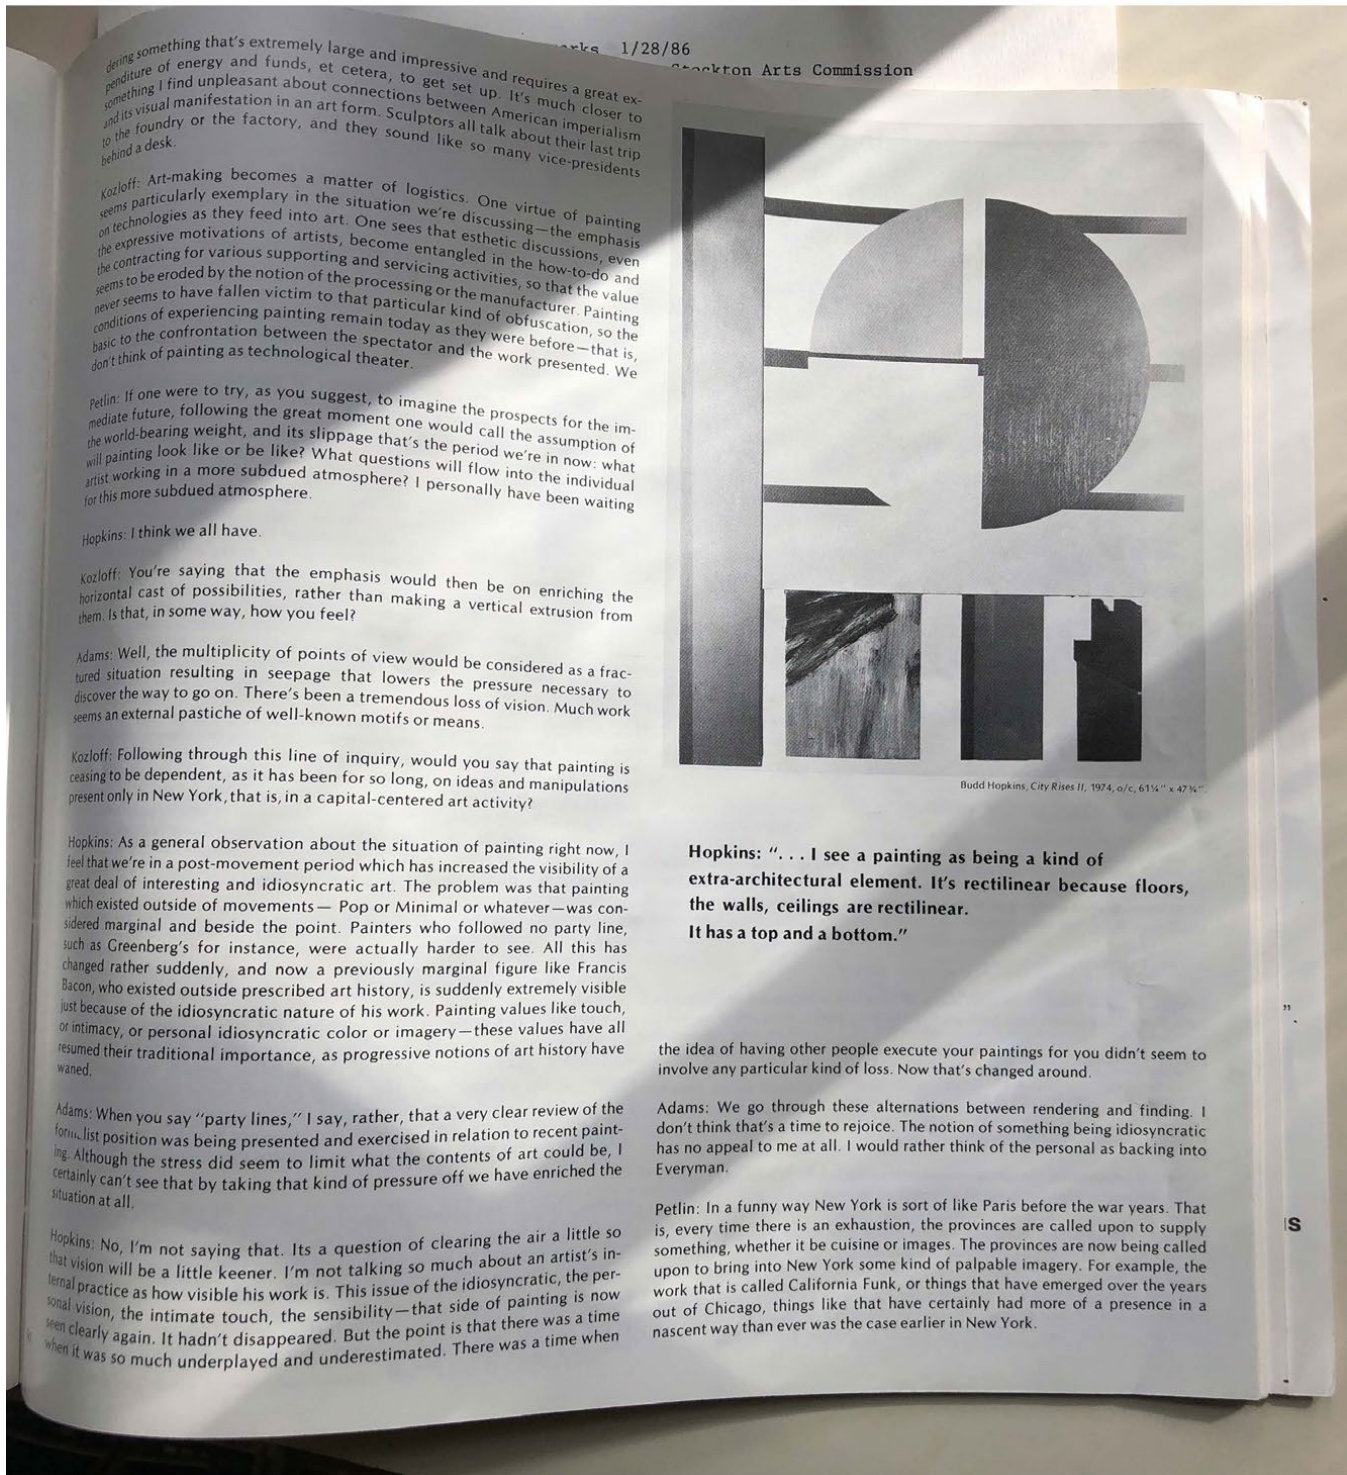 1/28/86
Stockton Arts Commission
dering something that's extremely large and impressive and requires a great ex-
penditure of energy and funds, et cetera, to get set up. It's much closer to
something I find unpleasant about connections between American imperialism
and its visual manifestation in an art form. Sculptors all talk about their last trip
to the foundry or the factory, and they sound like so many vice-presidents
behind a desk.
Kozloff: Art-making becomes a matter of logistics. One virtue of painting
seems particularly exemplary in the situation we're discussing—the emphasis
on technologies as they feed into art. One sees that esthetic discussions, even
the expressive motivations of artists, become entangled in the how-to-do and
the contracting for various supporting and servicing activities, so that the value
seems to be eroded by the notion of the processing or the manufacturer. Painting
never seems to have fallen victim to that particular kind of obfuscation, so the
conditions of experiencing painting remain today as they were before—that is,
basic to the confrontation between the spectator and the work presented. We
don't think of painting as technological theater.
Petlin: If one were to try, as you suggest, to imagine the prospects for the im-
mediate future, following the great moment one would call the assumption of
the world-bearing weight, and its slippage that's the period we're in now: what
will painting look like or be like? What questions will flow into the individual
artist working in a more subdued atmosphere? I personally have been waiting
for this more subdued atmosphere.
Hopkins: I think we all have.
Kozloff: You're saying that the emphasis would then be on enriching the
horizontal cast of possibilities, rather than making a vertical extrusion from
them. Is that, in some way, how you feel?
Adams: Well, the multiplicity of points of view would be considered as a frac-
tured situation resulting in seepage that lowers the pressure necessary to
discover the way to go on. There's been a tremendous loss of vision. Much work
seems an external pastiche of well-known motifs or means.
Kozloff: Following through this line of inquiry, would you say that painting is
ceasing to be dependent, as it has been for so long, on ideas and manipulations
present only in New York, that is, in a capital-centered art activity?
Hopkins: As a general observation about the situation of painting right now, I
feel that we're in a post-movement period which has increased the visibility of a
great deal of interesting and idiosyncratic art. The problem was that painting
which existed outside of movements— Pop or Minimal or whatever—was con-
sidered marginal and beside the point. Painters who followed no party line,
such as Greenberg's for instance, were actually harder to see. All this has
changed rather suddenly, and now a previously marginal figure like Francis
Bacon, who existed outside prescribed art history, is suddenly extremely visible
just because of the idiosyncratic nature of his work. Painting values like touch,
or intimacy, or personal idiosyncratic color or imagery—these values have all
resumed their traditional importance, as progressive notions of art history have
waned.
Adams: When you say "party lines," I say, rather, that a very clear review of the
list position was being presented and exercised in relation to recent paint-
ing. Although the stress did seem to limit what the contents of art could be, I
certainly can't see that by taking that kind of pressure off we have enriched the
situation at all.
Hopkins: No, I'm not saying that. Its a question of clearing the air a little so
that vision will be a little keener. I'm not talking so much about an artist's in-
ternal practice as how visible his work is. This issue of the idiosyncratic, the per-
sonal vision, the intimate touch, the sensibility—that side of painting is now
seen clearly again. It hadn't disappeared. But the point is that there was a time
when it was so much underplayed and underestimated. There was a time when
Budd Hopkins, City Rises II, 1974, o/c, 61¼" x 47¾".
Hopkins: ". . . I see a painting as being a kind of
extra-architectural element. It's rectilinear because floors,
the walls, ceilings are rectilinear.
It has a top and a bottom."
the idea of having other people execute your paintings for you didn't seem to
involve any particular kind of loss. Now that's changed around.
Adams: We go through these alternations between rendering and finding. I
don't think that's a time to rejoice. The notion of something being idiosyncratic
has no appeal to me at all. I would rather think of the personal as backing into
Everyman.
Petlin: In a funny way New York is sort of like Paris before the war years. That
is, every time there is an exhaustion, the provinces are called upon to supply
something, whether it be cuisine or images. The provinces are now being called
upon to bring into New York some kind of palpable imagery. For example, the
work that is called California Funk, or things that have emerged over the years
out of Chicago, things like that have certainly had more of a presence in a
nascent way than ever was the case earlier in New York.